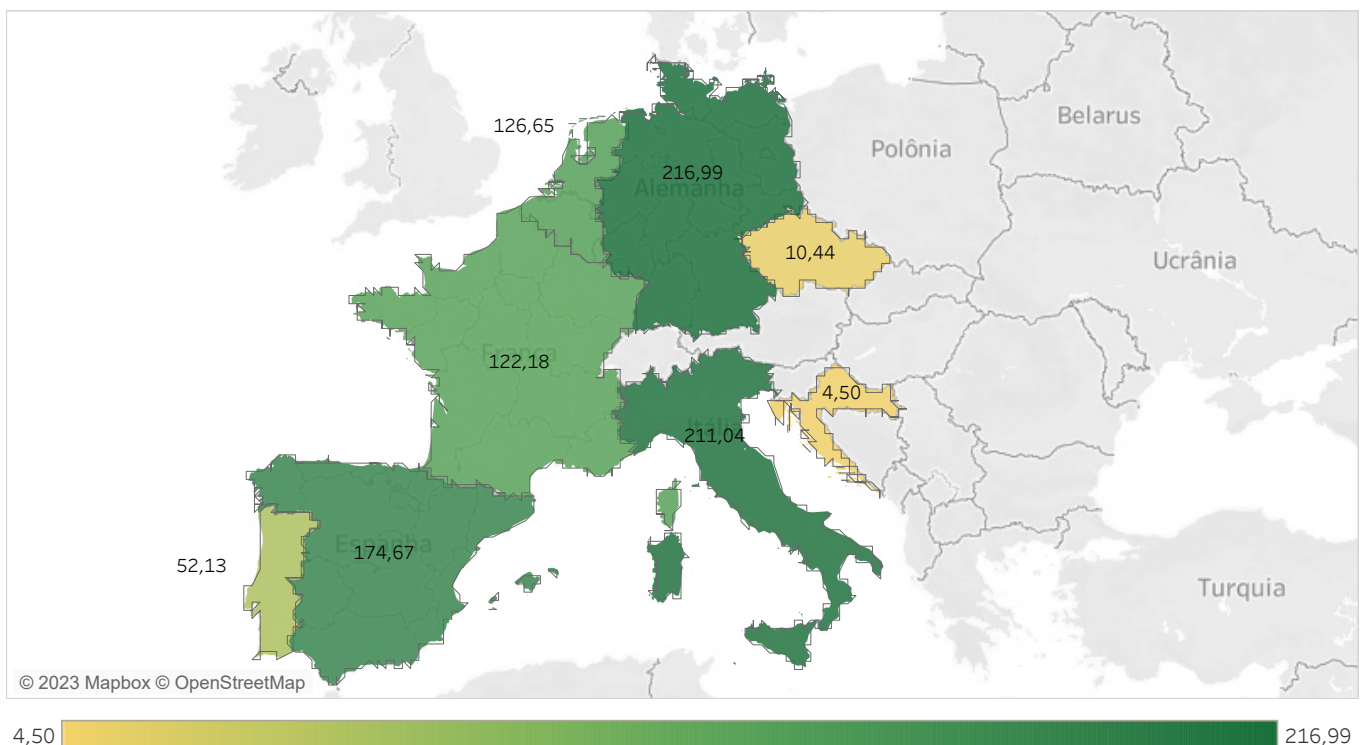 Belarus
126,65
Polônia
216,99
Alemanha
10,44
Ucrânia
França
122,18
4,50
Itália
211,04
Espanha
174,67
52,13
Turquia
© 2023 Mapbox © OpenStreetMap
4,50
216,99